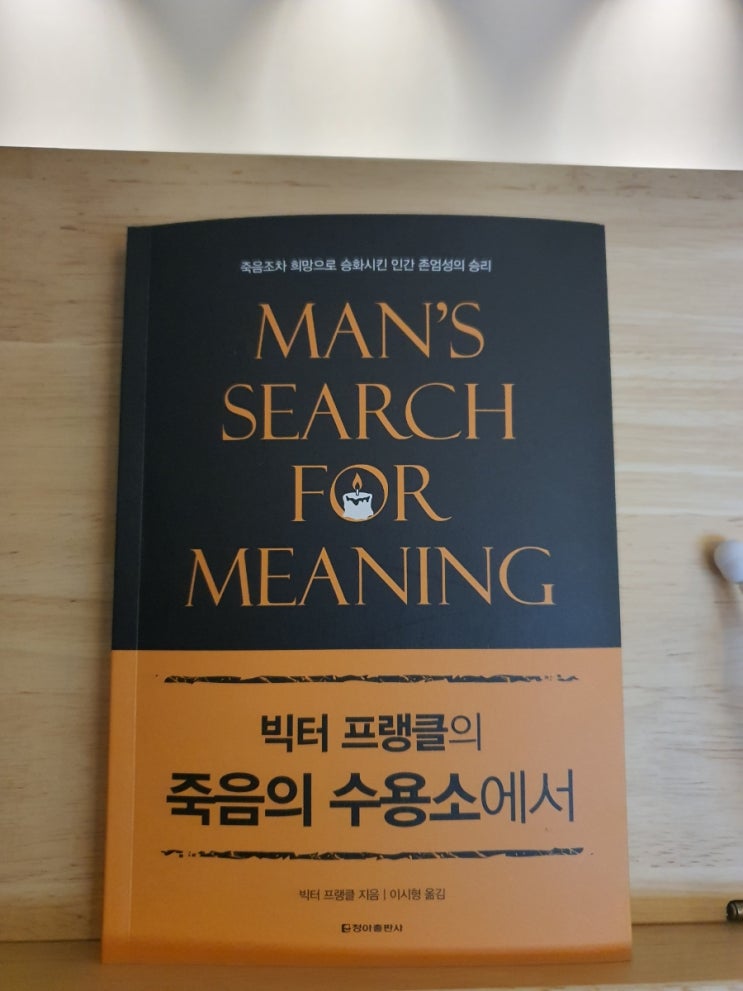 죽음조차 희망으로 승화시킨 인간 존엄성의 승리
MAN'S
SEARCH
FOR
MEANING
빅터 프랭클의
죽음의 수용소에서
빅터 프랭클 지음 | 이시형 옮김
청아출판사